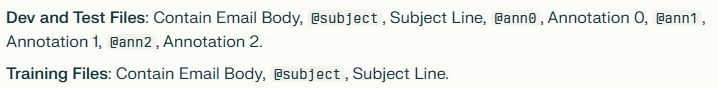 Dev and Test Files: Contain Email Body, @subject, Subject Line, @ann0, Annotation 0, @ann1,
Annotation 1, @ann2, Annotation 2.
Training Files: Contain Email Body, @subject, Subject Line.